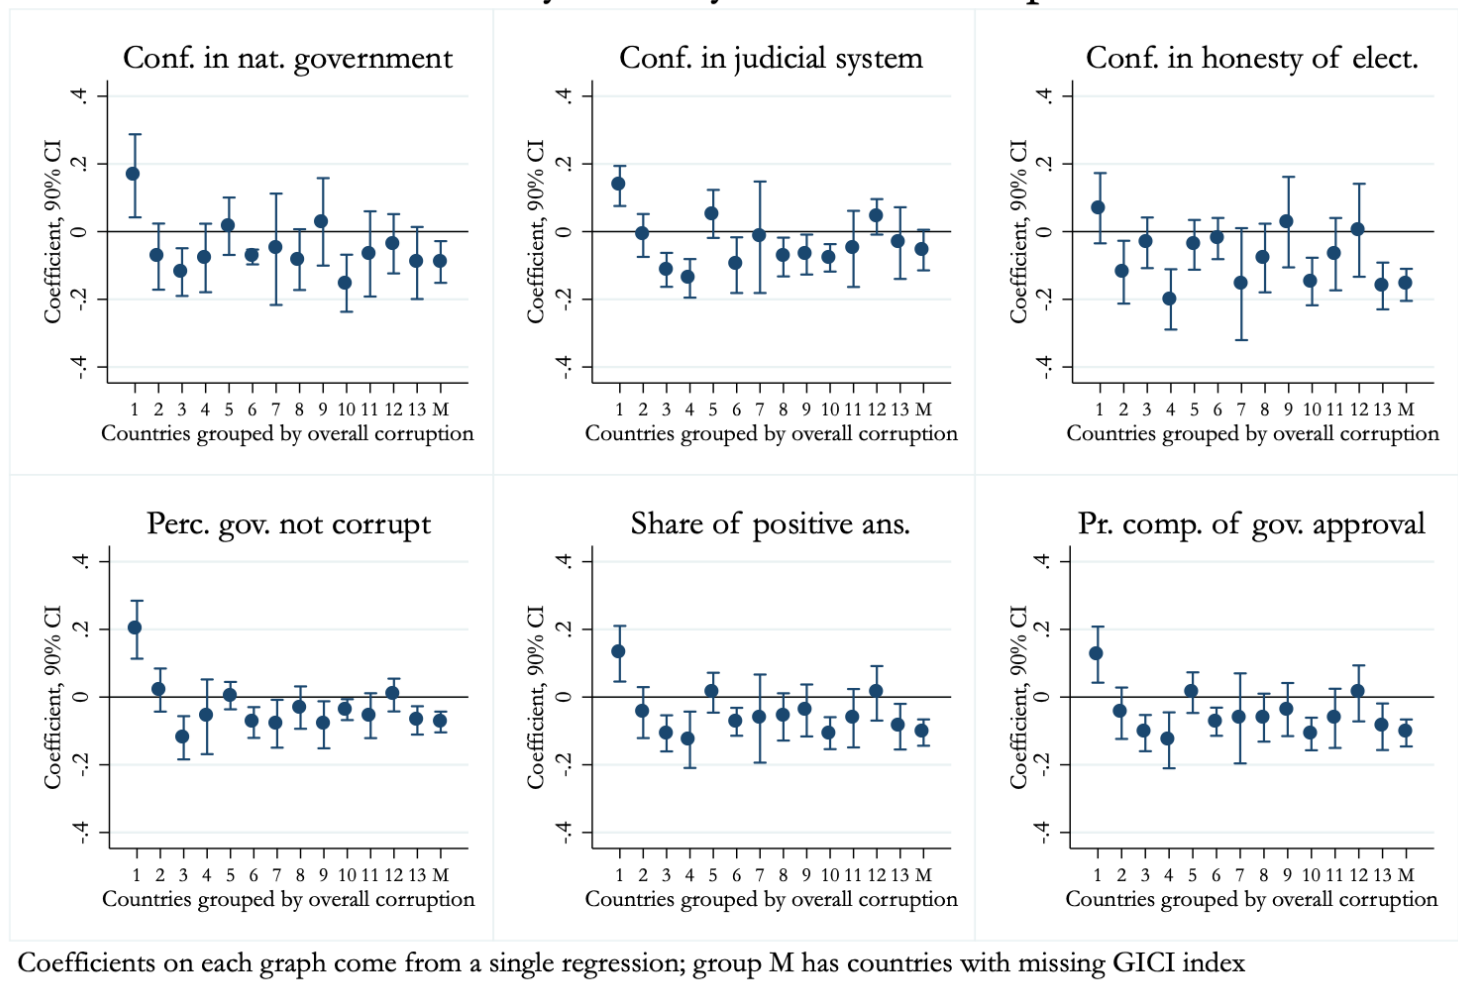 Conf. in nat. government
Conf. in judicial system
Conf. in honesty of elect.
Coefficient, 90% CI
.4
.2
0
-.2
-.4
1 2 3 4 5 6 7 8 9 10 11 12 13 M
Countries grouped by overall corruption
Coefficient, 90% CI
.4
.2
0
-.2
-.4
1 2 3 4 5 6 7 8 9 10 11 12 13 M
Countries grouped by overall corruption
Coefficient, 90% CI
.4
.2
0
-.2
-.4
1 2 3 4 5 6 7 8 9 10 11 12 13 M
Countries grouped by overall corruption
Perc. gov. not corrupt
Share of positive ans.
Pr. comp. of gov. approval
Coefficient, 90% CI
.4
.2
0
-.2
-.4
1 2 3 4 5 6 7 8 9 10 11 12 13 M
Countries grouped by overall corruption
Coefficient, 90% CI
.4
.2
0
-.2
-.4
1 2 3 4 5 6 7 8 9 10 11 12 13 M
Countries grouped by overall corruption
Coefficient, 90% CI
.4
.2
0
-.2
-.4
1 2 3 4 5 6 7 8 9 10 11 12 13 M
Countries grouped by overall corruption
Coefficients on each graph come from a single regression; group M has countries with missing GICI index